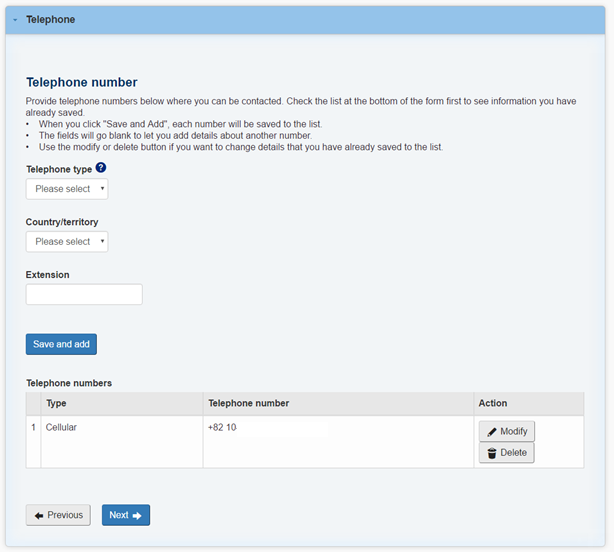 Telephone
Telephone number
Provide telephone numbers below where you can be contacted. Check the list at the bottom of the form first to see information you have
already saved.
• When you click "Save and Add", each number will be saved to the list.
• The fields will go blank to let you add details about another number.
• Use the modify or delete button if you want to change details that you have already saved to the list.
Telephone type ?
Please select
Country/territory
Please select
Extension
Save and add
Telephone numbers
Type Telephone number Action
1 Cellular +82 10 Modify
Delete
Previous Next